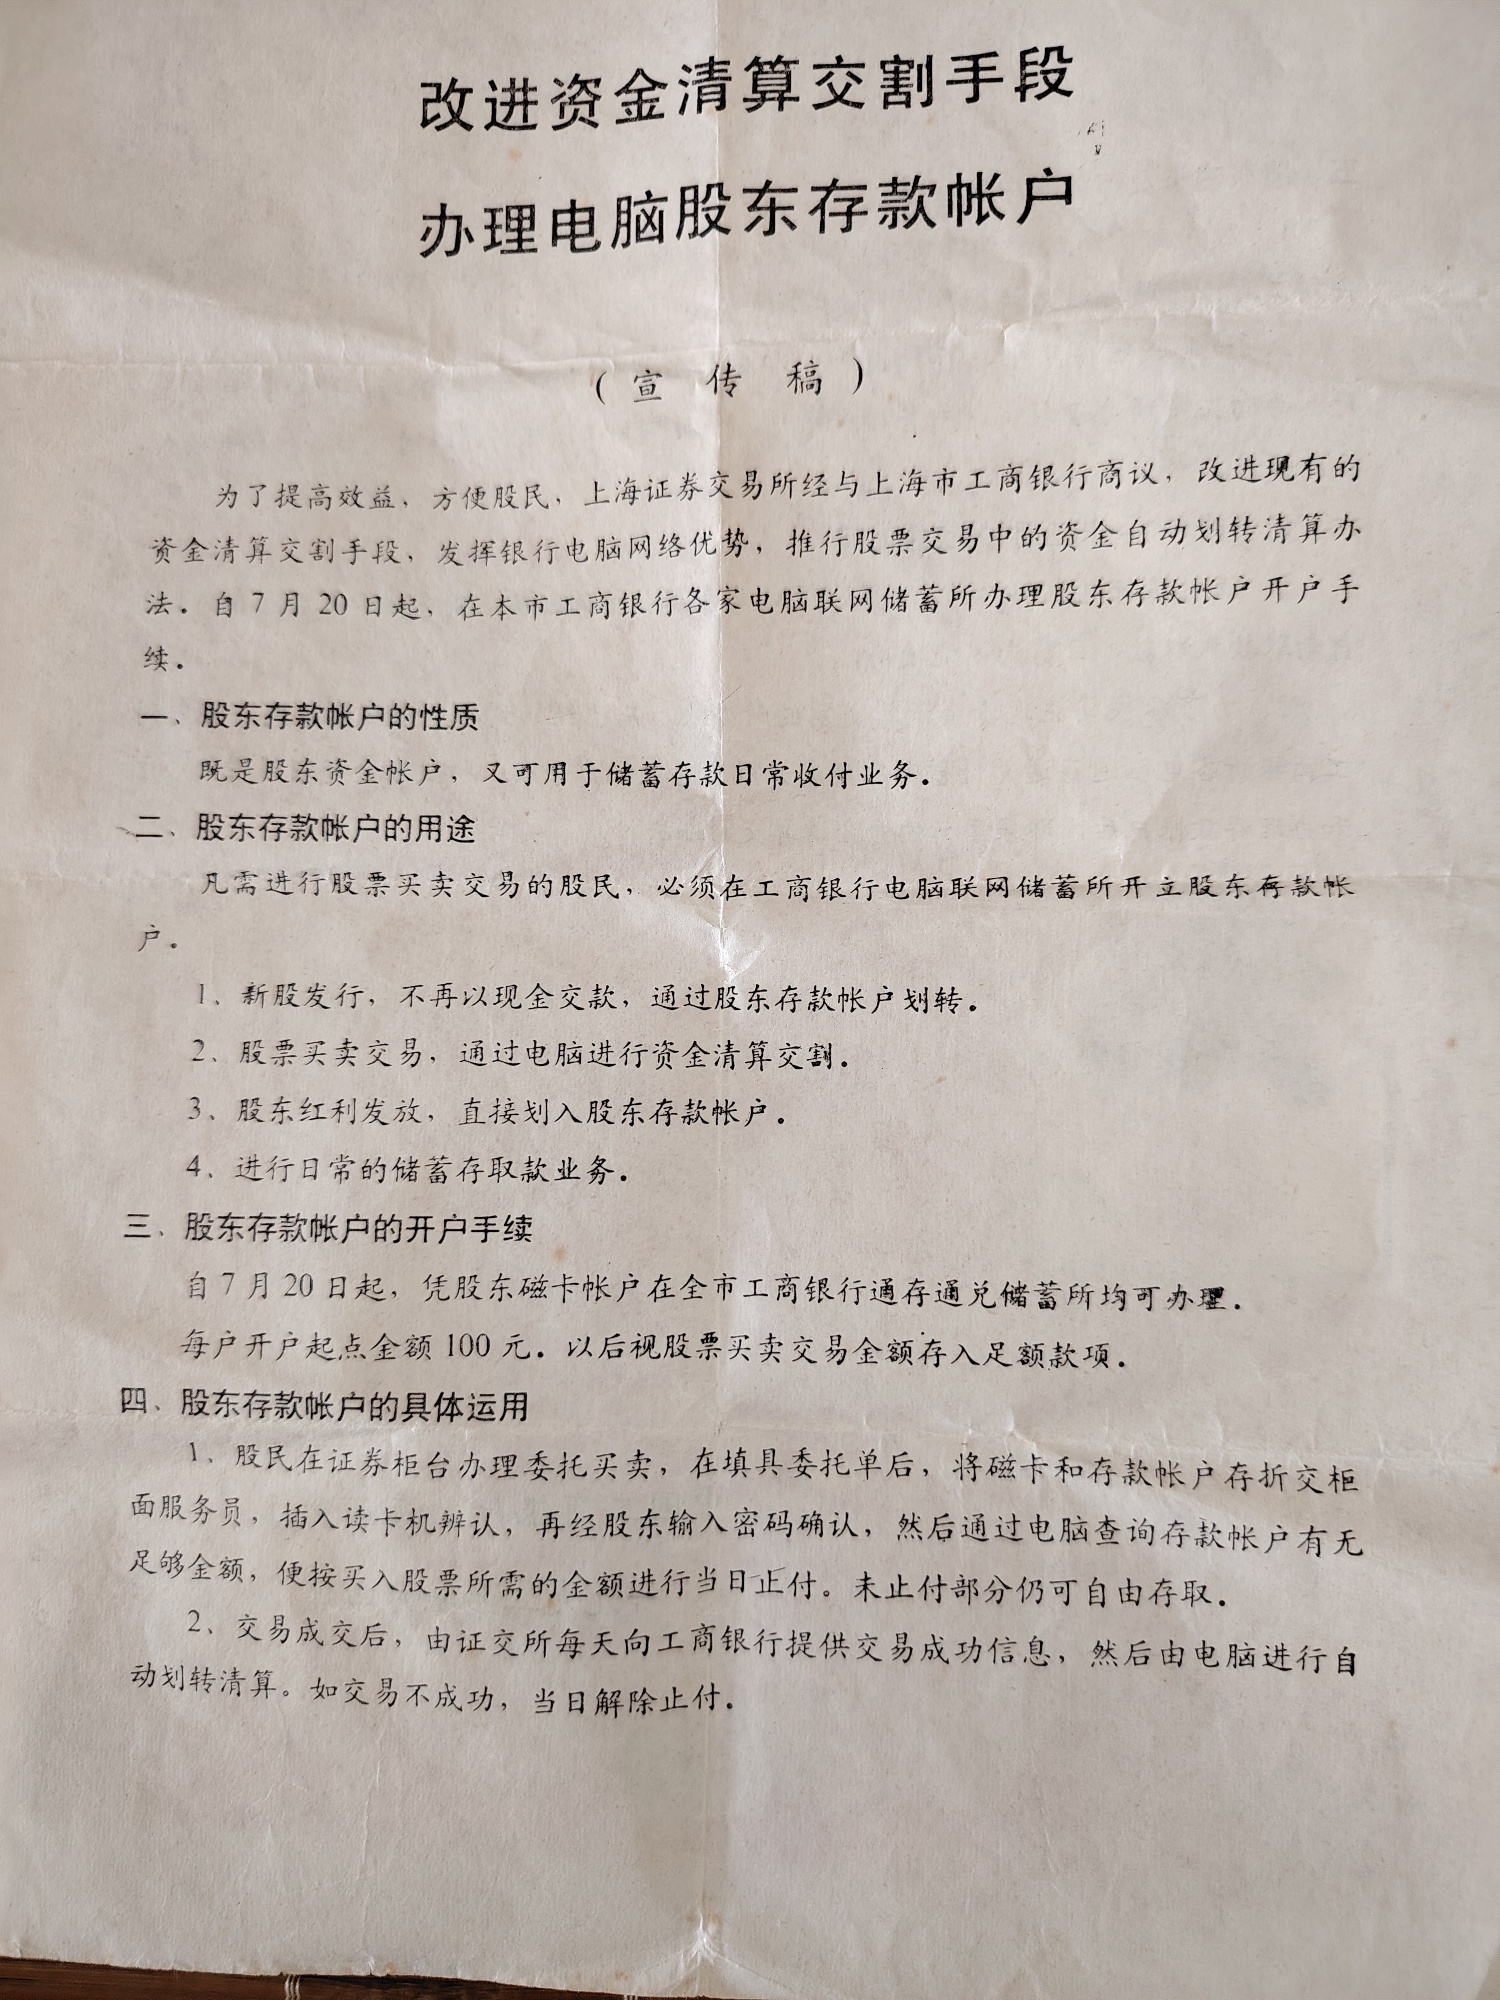 改进资金清算交割手段
办理电脑股东存款帐户
（宣传稿）
为了提高效益，方便股民，上海证券交易所经与上海市工商银行商议，改进现有的
资金清算交割手段，发挥银行电脑网络优势，推行股票交易中的资金自动划转清算办
法．自7月20日起，在本市工商银行各家电脑联网储蓄所办理股东存款帐户开户手
续．
一、股东存款帐户的性质
既是股东资金帐户，又可用于储蓄存款日常收付业务．
二、股东存款帐户的用途
凡需进行股票买卖交易的股民，必须在工商银行电脑联网储蓄所开立股东存款帐
户．
1、新股发行，不再以现金交款，通过股东存款帐户划转．
2、股票买卖交易，通过电脑进行资金清算交割．
3、股东红利发放，直接划入股东存款帐户．
4、进行日常的储蓄存取款业务．
三、股东存款帐户的开户手续
自7月20日起，凭股东磁卡帐户在全市工商银行通存通兑储蓄所均可办理．
每户开户起点金额100元．以后视股票买卖交易金额存入足额款项．
四、股东存款帐户的具体运用
1、股民在证券柜台办理委托买卖，在填具委托单后，将磁卡和存款帐户存折交柜
面服务员，插入读卡机辨认，再经股东输入密码确认，然后通过电脑查询存款帐户有无
足够金额，便按买入股票所需的金额进行当日止付。未止付部分仍可自由存取．
2、交易成交后，由证交所每天向工商银行提供交易成功信息，然后由电脑进行自
动划转清算。如交易不成功，当日解除止付．